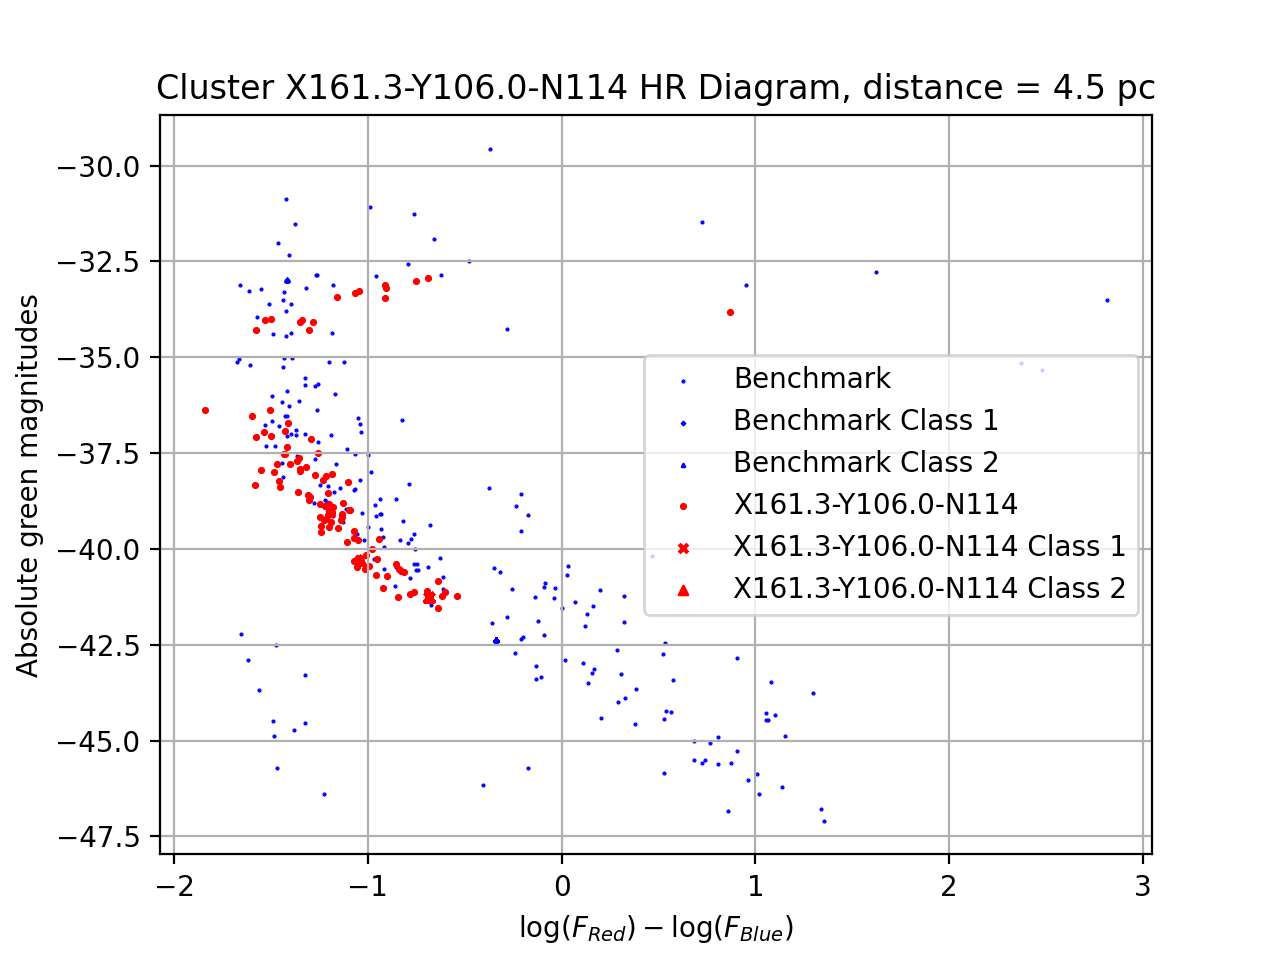 Cluster X161.3-Y106.0-N114 HR Diagram, distance = 4.5 pc
Absolute green magnitudes
−30.0
−32.5
−35.0
−37.5
−40.0
−42.5
−45.0
−47.5
Benchmark
Benchmark Class 1
Benchmark Class 2
X161.3-Y106.0-N114
X161.3-Y106.0-N114 Class 1
X161.3-Y106.0-N114 Class 2
−2 −1 0 1 2 3
log(F_Red) − log(F_Blue)